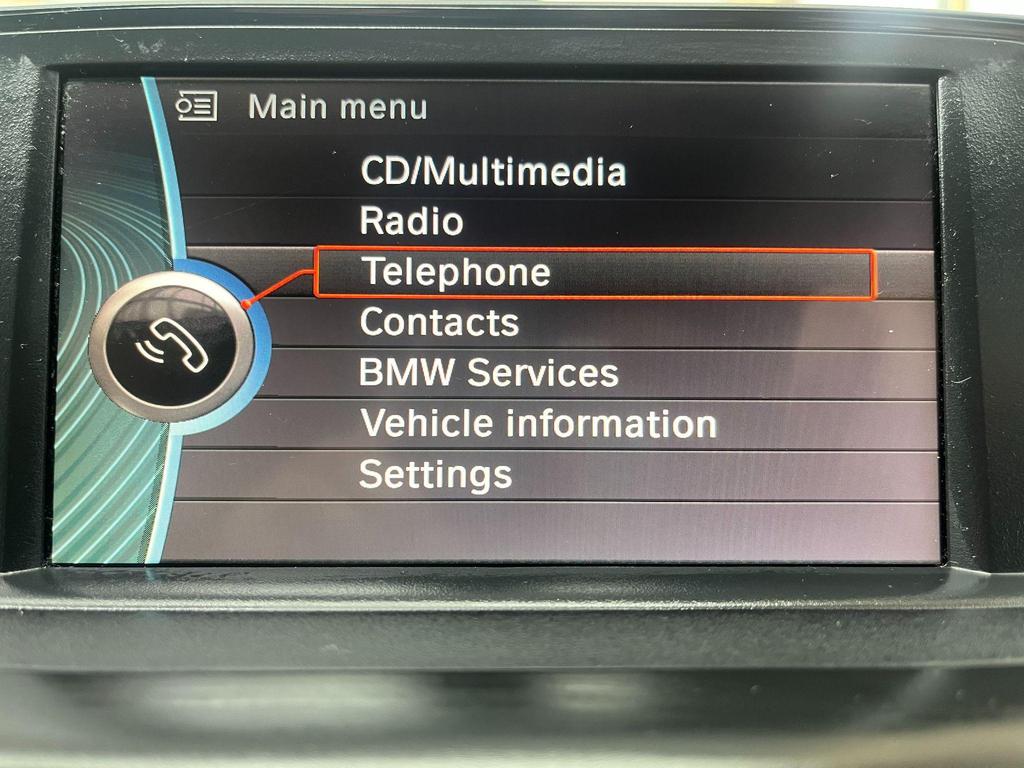 Main menu
CD/Multimedia
Radio
Telephone
Contacts
BMW Services
Vehicle information
Settings